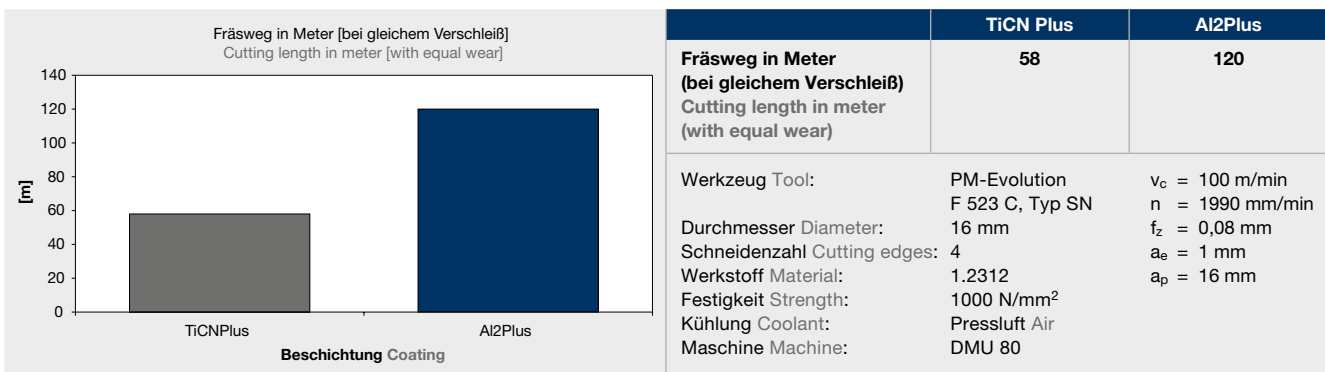 Fräsweg in Meter [bei gleichem Verschleiß]
Cutting length in meter [with equal wear]
140
120
100
80
60
40
20
0
[m]
TiCNPlus
Al2Plus
Beschichtung Coating
TiCN Plus
Al2Plus
Fräsweg in Meter
(bei gleichem Verschleiß)
Cutting length in meter
(with equal wear)
58
120
Werkzeug Tool: PM-Evolution
F 523 C, Typ SN
Durchmesser Diameter: 16 mm
Schneidenzahl Cutting edges: 4
Werkstoff Material: 1.2312
Festigkeit Strength: 1000 N/mm²
Kühlung Coolant: Pressluft Air
Maschine Machine: DMU 80
vc = 100 m/min
n = 1990 mm/min
fz = 0,08 mm
ae = 1 mm
ap = 16 mm